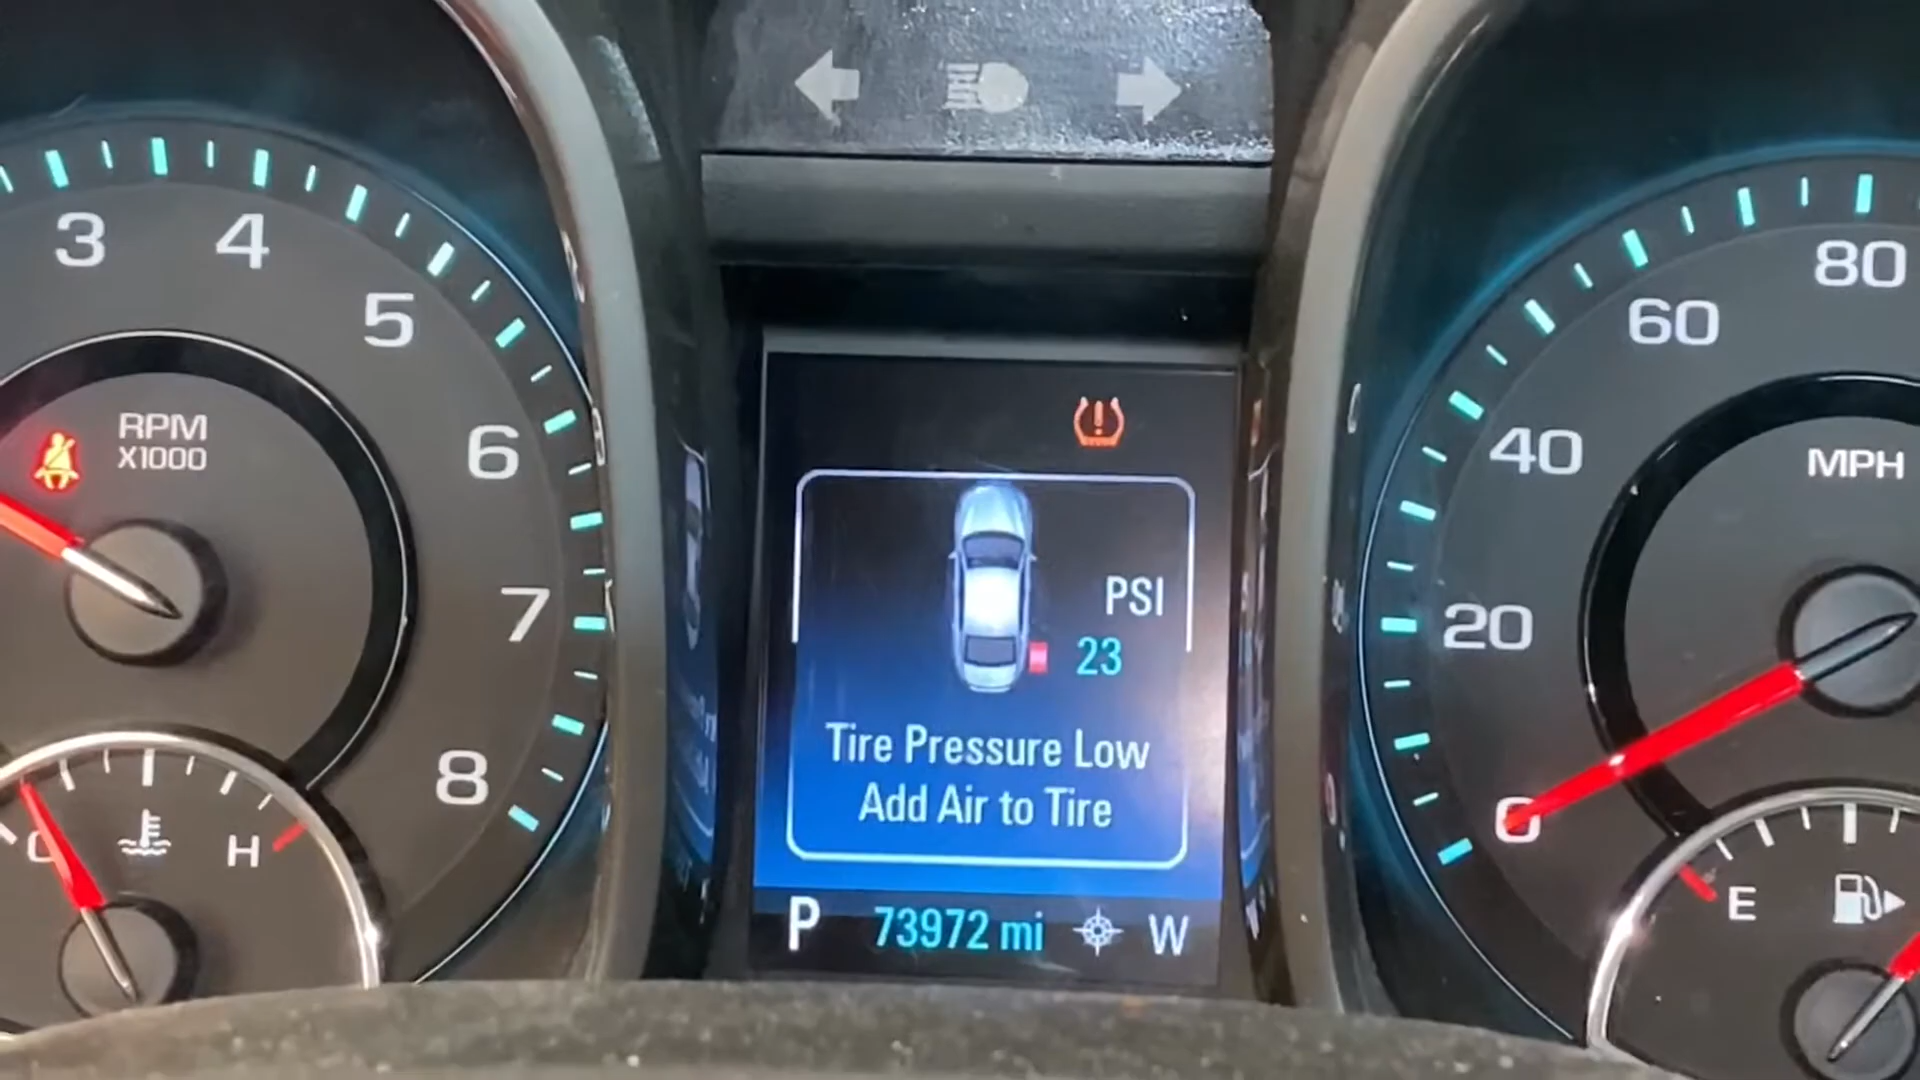 3
4
5
6
7
8
RPM
X1000
C
H
PSI
23
Tire Pressure Low
Add Air to Tire
P 73972 mi W
0
20
40
60
80
MPH
E